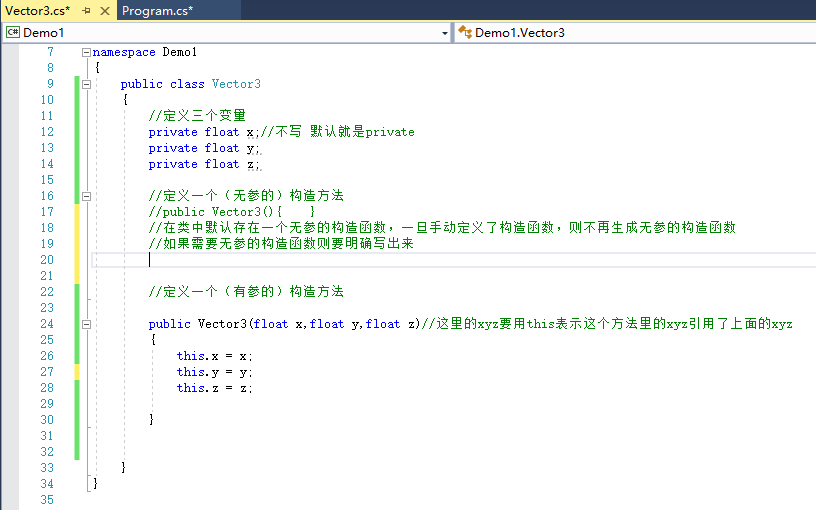 Vector3.cs*
Program.cs*
C# Demo1
Demo1.Vector3
7 namespace Demo1
8 {
9 public class Vector3
10 {
11 //定义三个变量
12 private float x;//不写 默认就是private
13 private float y;
14 private float z;
15
16 //定义一个（无参的）构造方法
17 //public Vector3(){ }
18 //在类中默认存在一个无参的构造函数，一旦手动定义了构造函数，则不再生成无参的构造函数
19 //如果需要无参的构造函数则要明确写出来
20
21
22 //定义一个（有参的）构造方法
23
24 public Vector3(float x,float y,float z)//这里的xyz要用this表示这个方法里的xyz引用了上面的xyz
25 {
26 this.x = x;
27 this.y = y;
28 this.z = z;
29
30 }
31
32
33 }
34 }
35